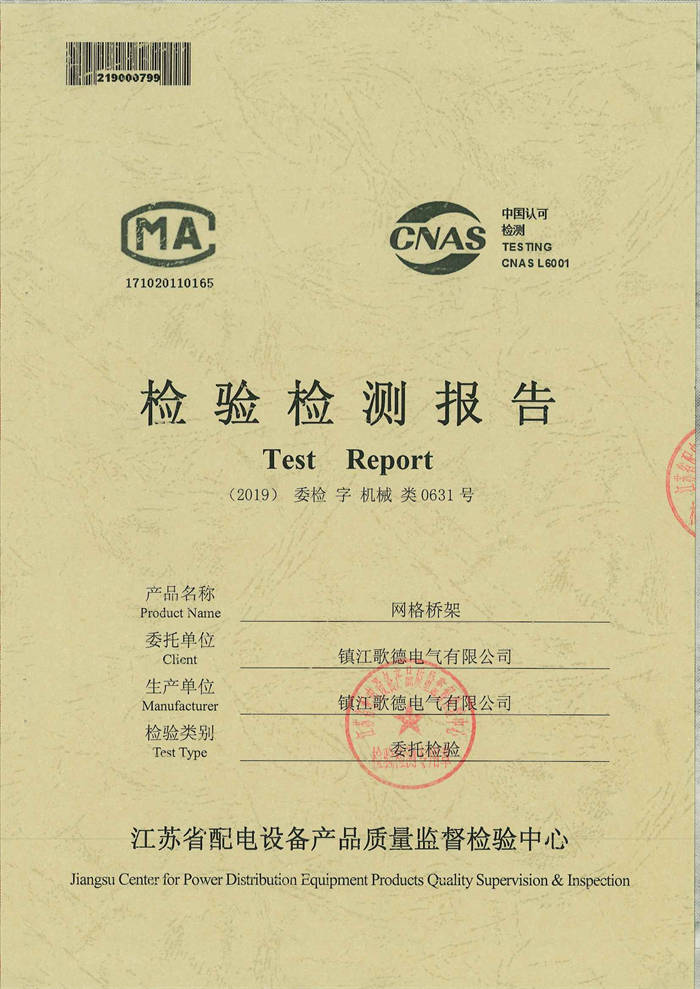 219000799
MA
171020110165
CNAS
中国认可
检测
TESTING
CNAS L6001
检验检测报告
Test Report
（2019） 委检 字 机械 类 0631 号
产品名称 网格桥架
Product Name
委托单位 镇江歌德电气有限公司
Client
生产单位 镇江歌德电气有限公司
Manufacturer
检验类别 委托检验
Test Type
江苏省配电设备产品质量监督检验中心
Jiangsu Center for Power Distribution Equipment Products Quality Supervision & Inspection